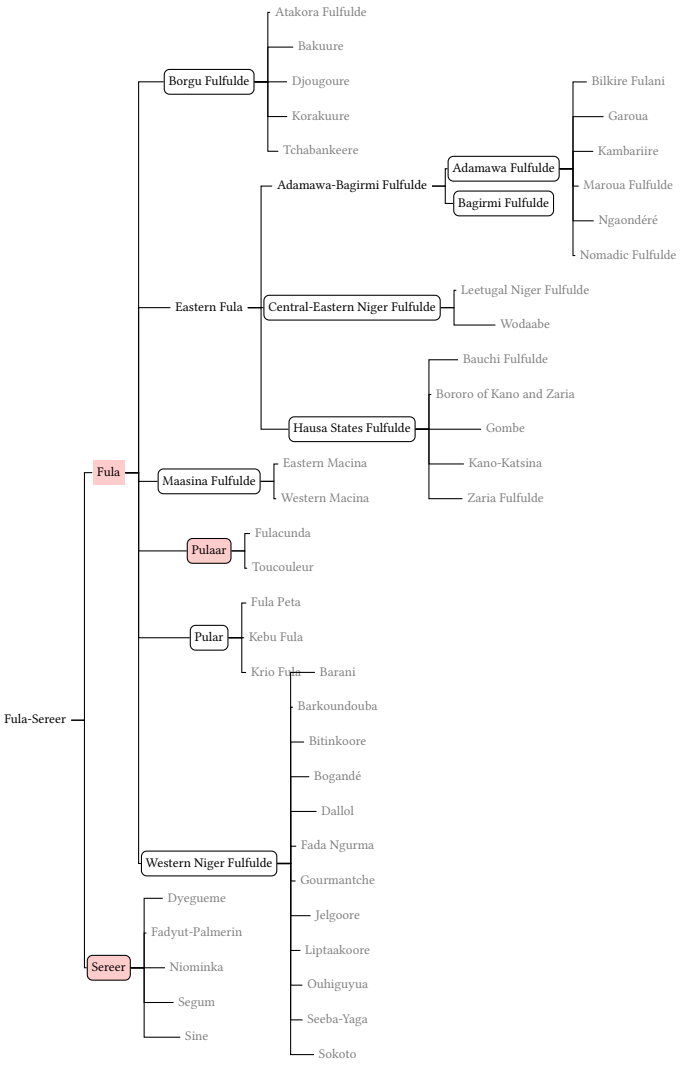 Atakora Fulfulde
Bakuure
Borgu Fulfulde
Djougoure
Bilkire Fulani
Korakuure
Garoua
Tchabankeere
Kambariire
Adamawa Fulfulde
Adamawa-Bagirmi Fulfulde
Maroua Fulfulde
Bagirmi Fulfulde
Ngaondéré
Nomadic Fulfulde
Leetugal Niger Fulfulde
Eastern Fula
Central-Eastern Niger Fulfulde
Wodaabe
Bauchi Fulfulde
Bororo of Kano and Zaria
Hausa States Fulfulde
Gombe
Fula
Eastern Macina
Kano-Katsina
Maasina Fulfulde
Western Macina
Zaria Fulfulde
Fulacunda
Pulaar
Toucouleur
Fula Peta
Pular
Kebu Fula
Krio Fula
Barani
Barkoundouba
Fula-Sereer
Bitinkoore
Bogandé
Dallol
Fada Ngurma
Western Niger Fulfulde
Gourmantche
Dyegueme
Jelgoore
Fadyut-Palmerin
Liptaakoore
Sereer
Niominka
Ouhiguyua
Segum
Seeba-Yaga
Sine
Sokoto